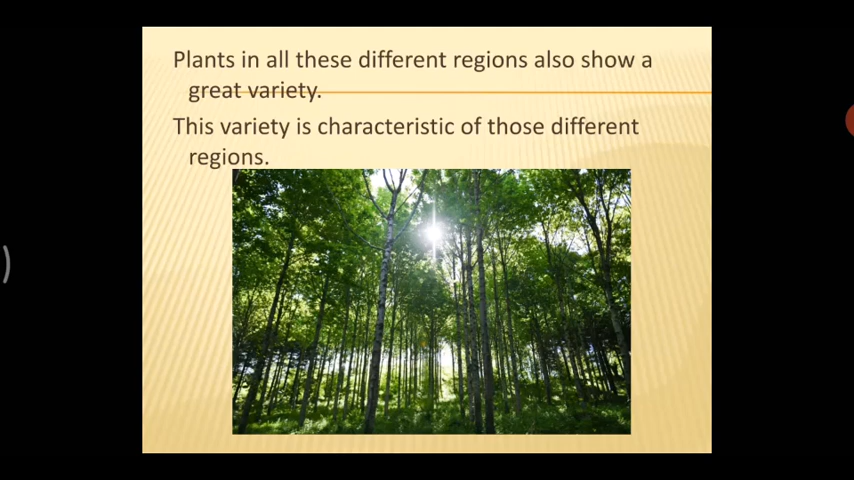 Plants in all these different regions also show a
great variety.
This variety is characteristic of those different
regions.